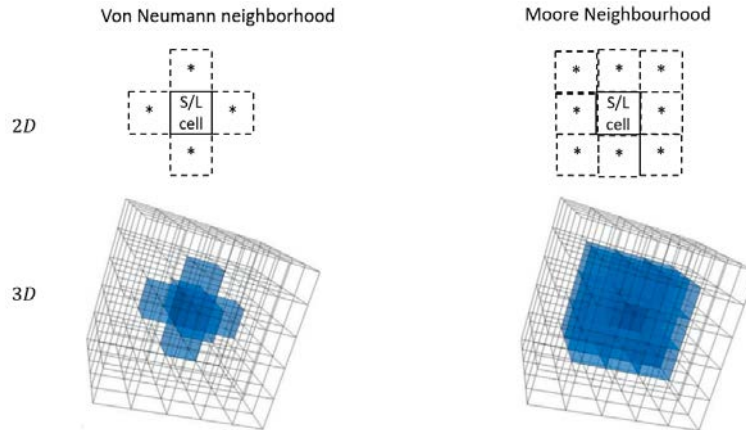 Von Neumann neighborhood
Moore Neighbourhood
2D
*
* S/L *
cell
*
* * *
* S/L *
cell
* * *
3D